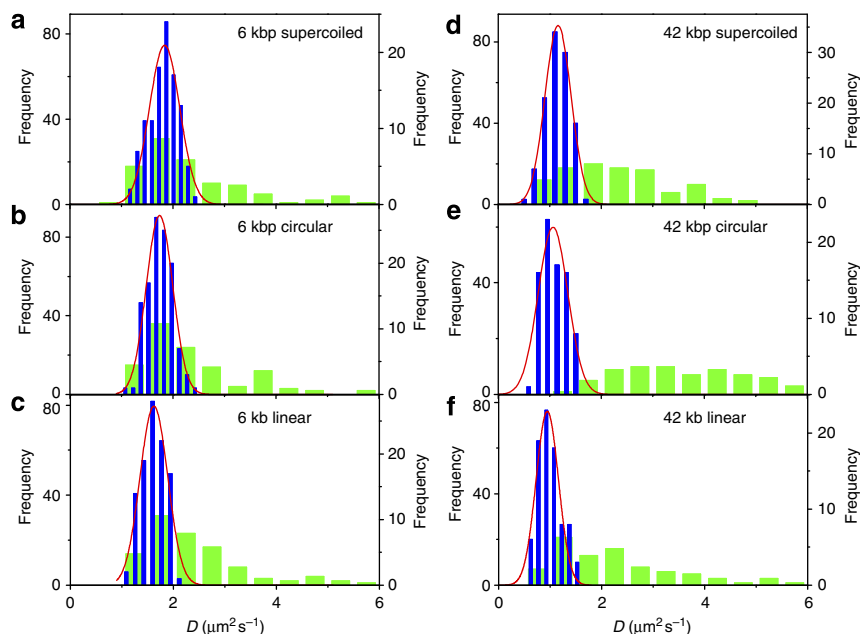 a
6 kbp supercoiled
80
40
0
Frequency
20
10
0
Frequency
b
6 kbp circular
80
40
0
Frequency
20
10
0
Frequency
c
6 kb linear
80
40
0
Frequency
20
10
0
Frequency
0 2 4 6
D (μm²s⁻¹)
d
42 kbp supercoiled
80
40
0
Frequency
30
20
10
0
Frequency
e
42 kbp circular
40
0
Frequency
20
10
0
Frequency
f
42 kb linear
80
40
0
Frequency
20
10
0
Frequency
0 2 4 6
D (μm²s⁻¹)